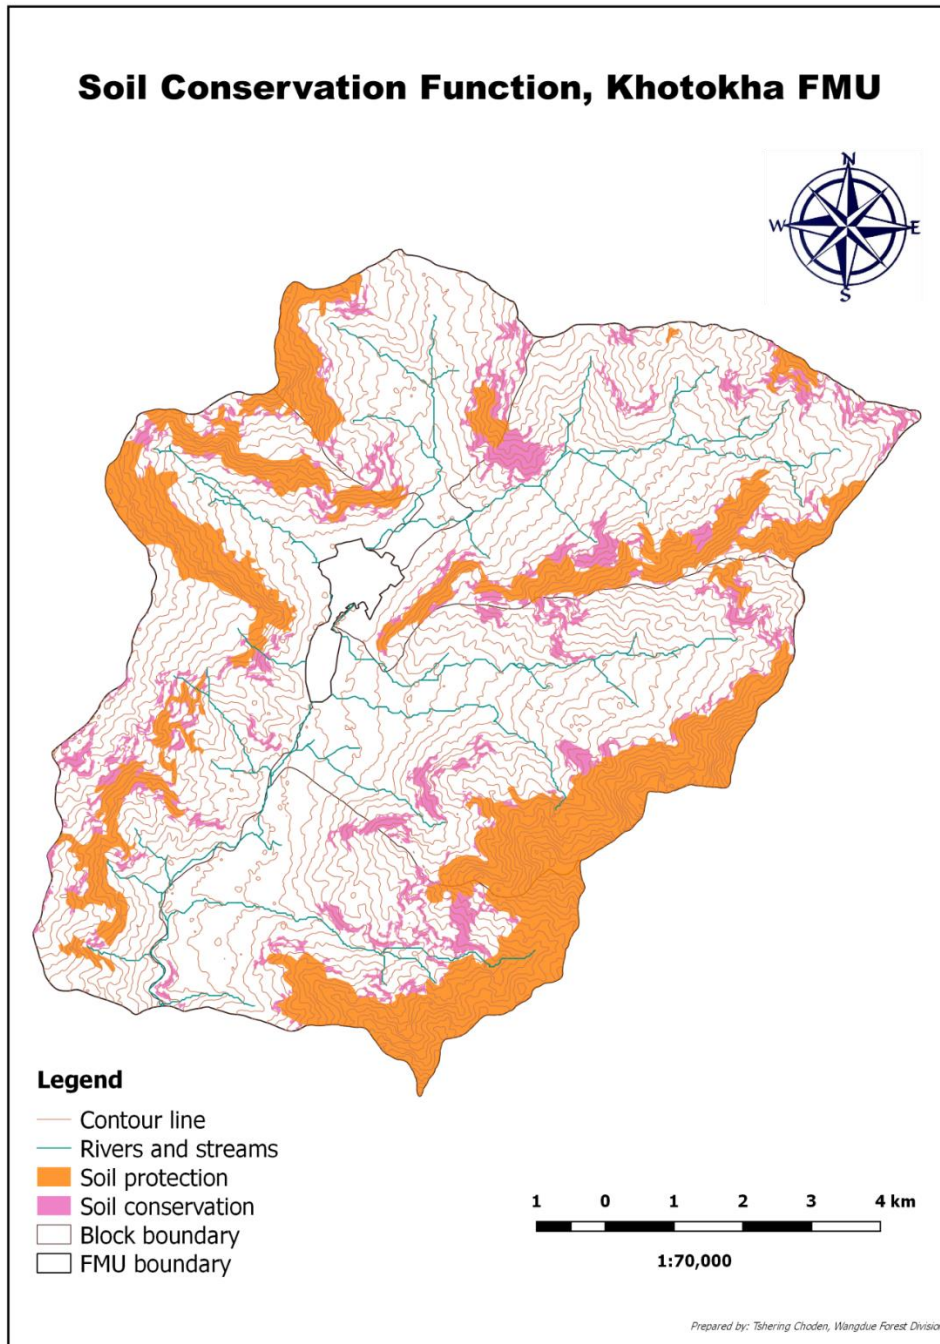 Soil Conservation Function, Khotokha FMU
N
W E
S
Legend
Contour line
Rivers and streams
Soil protection
Soil conservation
Block boundary
FMU boundary
1 0 1 2 3 4 km
1:70,000
Prepared by: Tshering Choden, Wangdue Forest Division